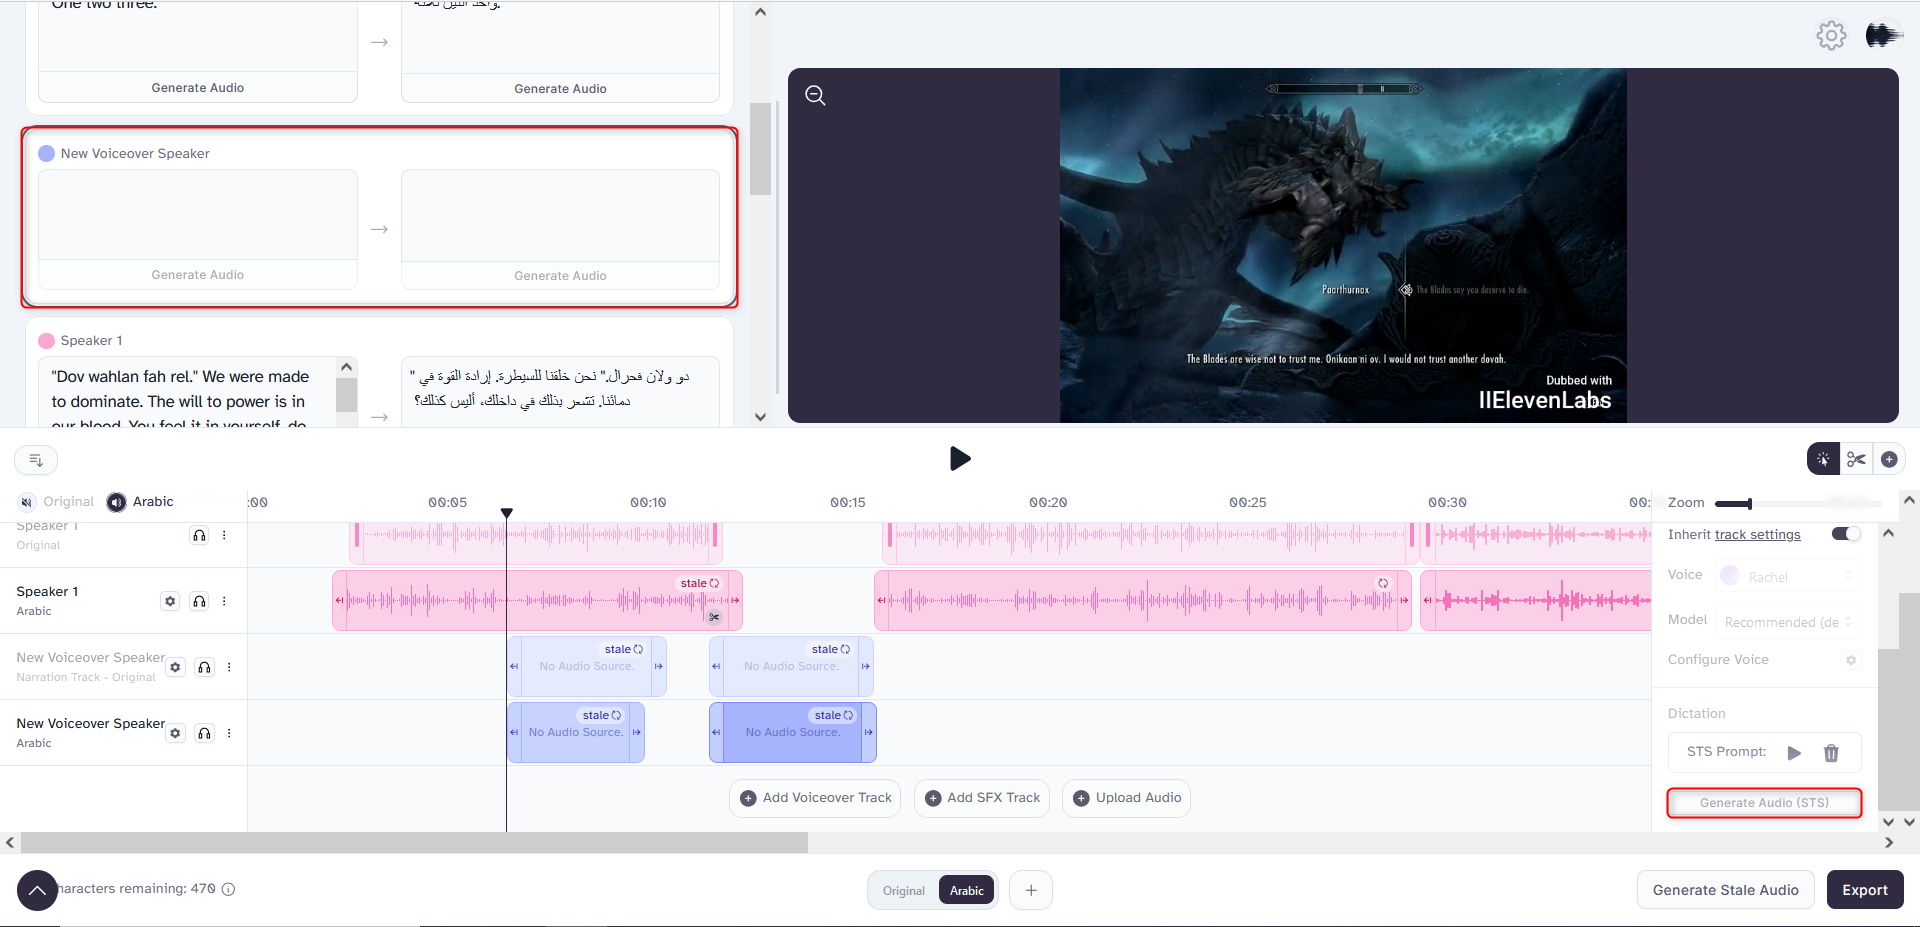 One two three.
واحد اثنين ثلاثة.
Generate Audio
Generate Audio
New Voiceover Speaker
Generate Audio
Generate Audio
Speaker 1
"Dov wahlan fah rel." We were made
to dominate. The will to power is in
our blood. You feel it in yourself, do
دو ولان فحرال." نحن خلقنا للسيطرة. إرادة القوة في "
دمائنا. تشعر بذلك في داخلك، أليس كذلك؟
N
Paarthurnax
The Blades say you deserve to die.
The Blades are wise not to trust me. Onikaan ni ov. I would not trust another dovah.
Dubbed with
IIElevenLabs
Original
Arabic
:00
00:05
00:10
00:15
00:20
00:25
00:30
00:
Zoom
Speaker 1
Original
Inherit track settings
Speaker 1
Arabic
stale
Voice
Rachel
Model
Recommended (de
New Voiceover Speaker
Narration Track - Original
stale
No Audio Source.
stale
No Audio Source.
Configure Voice
New Voiceover Speaker
Arabic
stale
No Audio Source.
stale
No Audio Source.
Dictation
STS Prompt:
Add Voiceover Track
Add SFX Track
Upload Audio
Generate Audio (STS)
haracters remaining: 470
Original
Arabic
Generate Stale Audio
Export